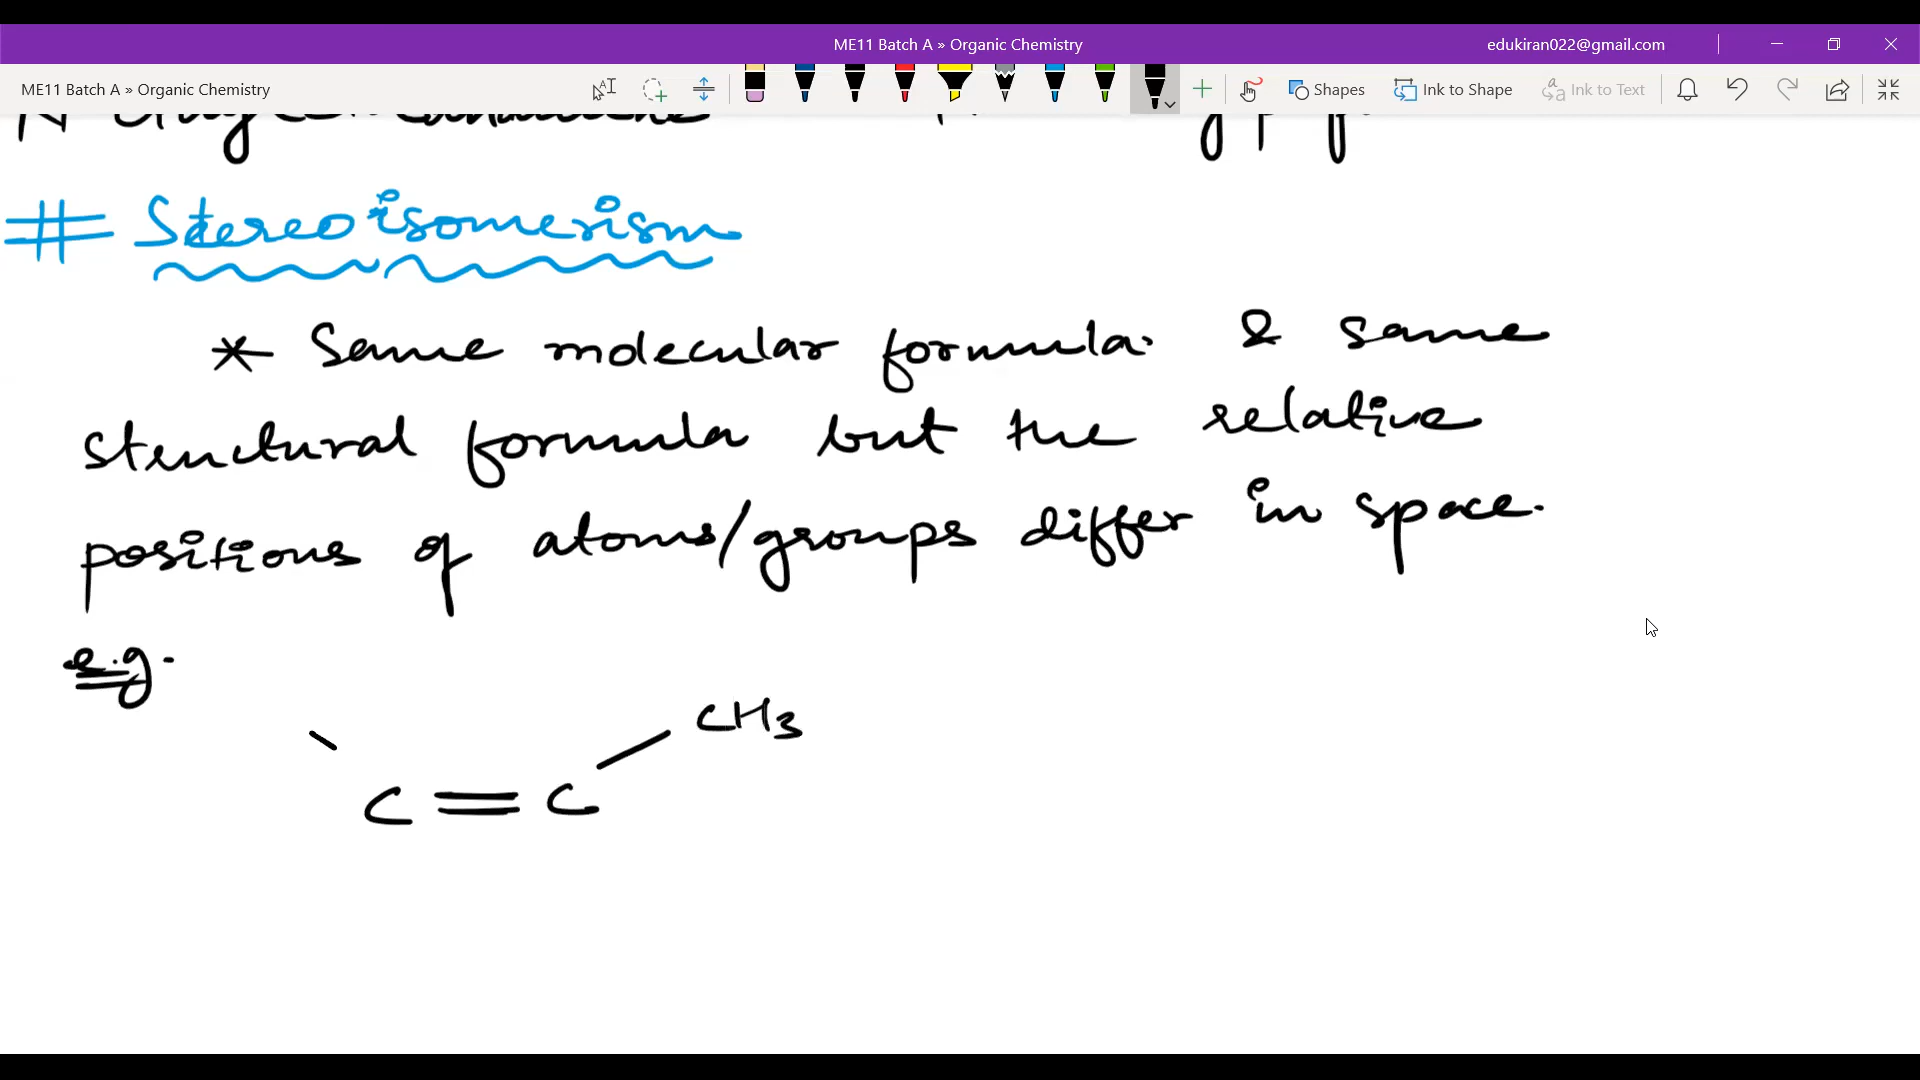 ME11 Batch A » Organic Chemistry
edukiran022@gmail.com
ME11 Batch A » Organic Chemistry
Shapes
Ink to Shape
Ink to Text
# Stereoisomerism
* Same molecular formula & same
structural formula but the relative
positions of atoms/groups differ in space.
e.g.
CH3
C = C